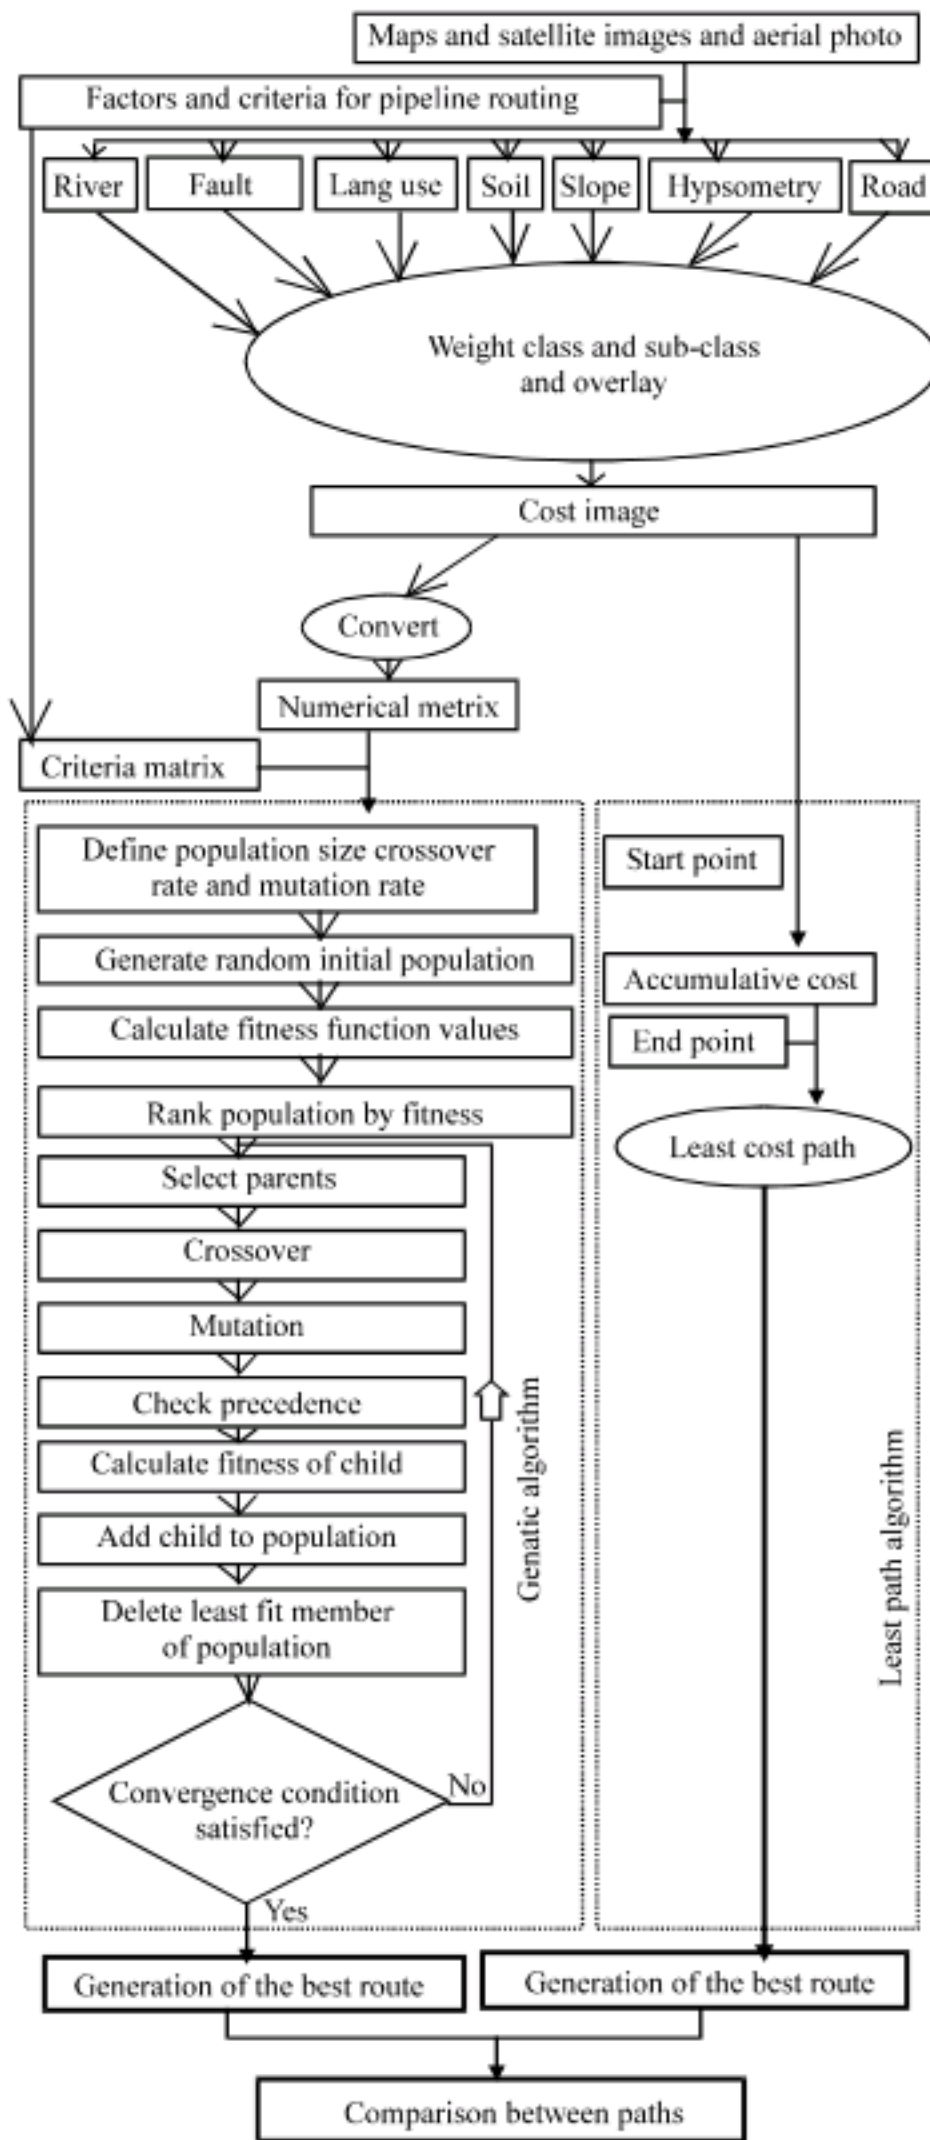 Maps and satellite images and aerial photo
Factors and criteria for pipeline routing
River
Fault
Lang use
Soil
Slope
Hypsometry
Road
Weight class and sub-class
and overlay
Cost image
Convert
Numerical metrix
Criteria matrix
Define population size crossover
rate and mutation rate
Generate random initial population
Calculate fitness function values
Rank population by fitness
Select parents
Crossover
Mutation
Check precedence
Calculate fitness of child
Add child to population
Delete least fit member
of population
Convergence condition
satisfied?
No
Yes
Genatic algorithm
Start point
Accumulative cost
End point
Least cost path
Least path algorithm
Generation of the best route
Generation of the best route
Comparison between paths